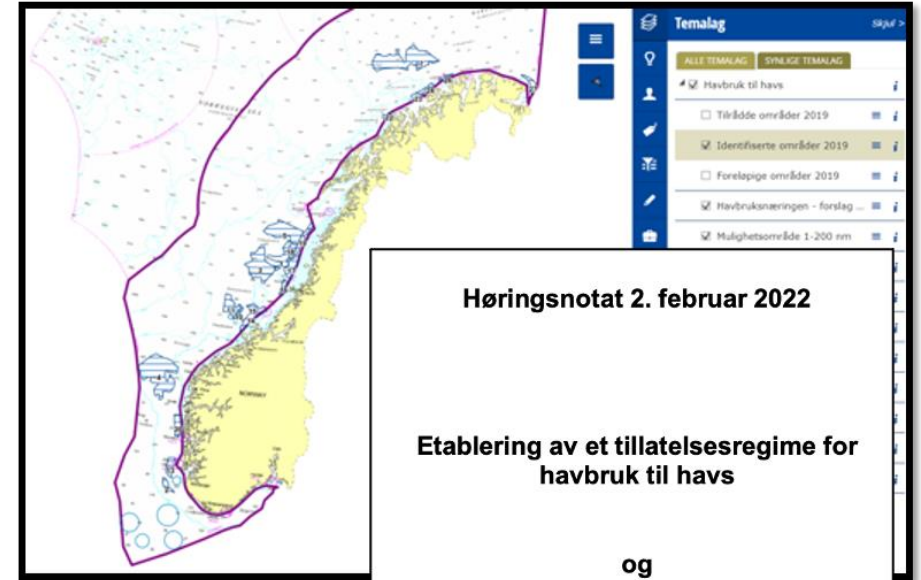 Temalag
Skjul >
ALLE TEMALAG
SYNLIGE TEMALAG
Havbruk til havs
Tilrådde områder 2019
Identifiserte områder 2019
Foreløpige områder 2019
Havbruksnæringen - forslag ...
Mulighetsområde 1-200 nm
Høringsnotat 2. februar 2022
Etablering av et tillatelsesregime for
havbruk til havs
og